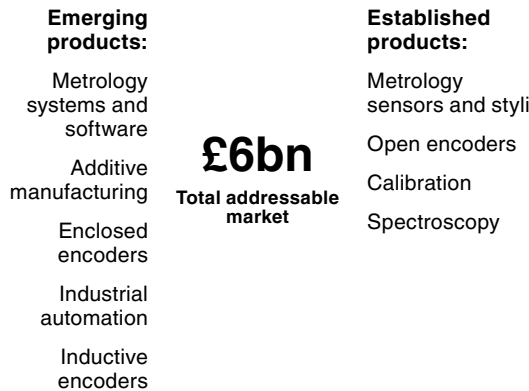 Emerging
products:
Metrology
systems and
software
Additive
manufacturing
Enclosed
encoders
Industrial
automation
Inductive
encoders
£6bn
Total addressable
market
Established
products:
Metrology
sensors and styli
Open encoders
Calibration
Spectroscopy